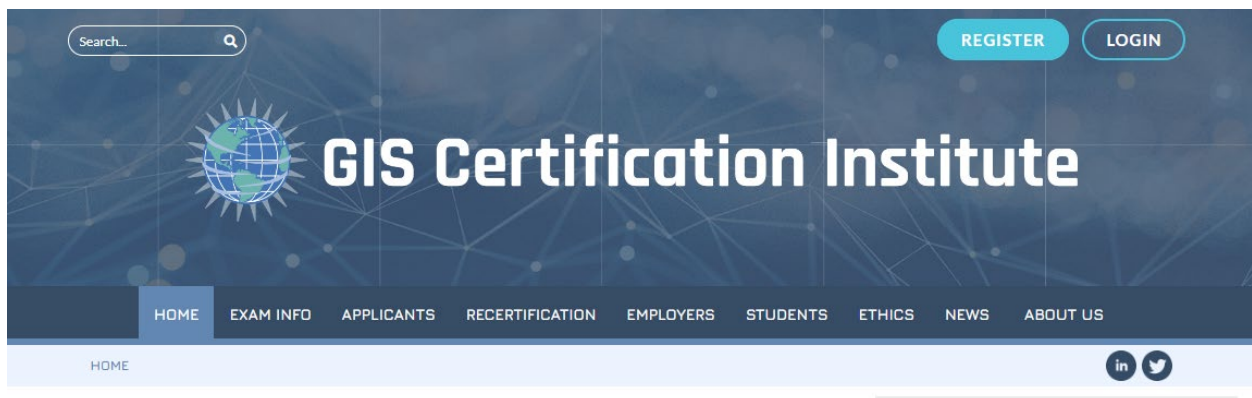 Search...
REGISTER
LOGIN
GIS Certification Institute
HOME EXAM INFO APPLICANTS RECERTIFICATION EMPLOYERS STUDENTS ETHICS NEWS ABOUT US
HOME
in